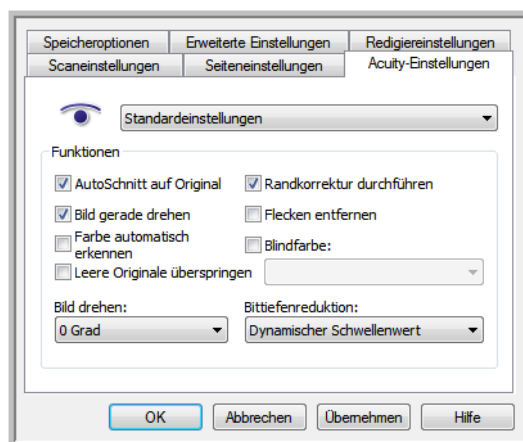 Speicheroptionen Erweiterte Einstellungen Redigiereinstellungen
Scaneinstellungen Seiteneinstellungen Acuity-Einstellungen
Standardeinstellungen
Funktionen
AutoSchnitt auf Original Randkorrektur durchführen
Bild gerade drehen Flecken entfernen
Farbe automatisch
erkennen Blindfarbe:
Leere Originale überspringen
Bild drehen: Bittiefenreduktion:
0 Grad Dynamischer Schwellenwert
OK Abbrechen Übernehmen Hilfe